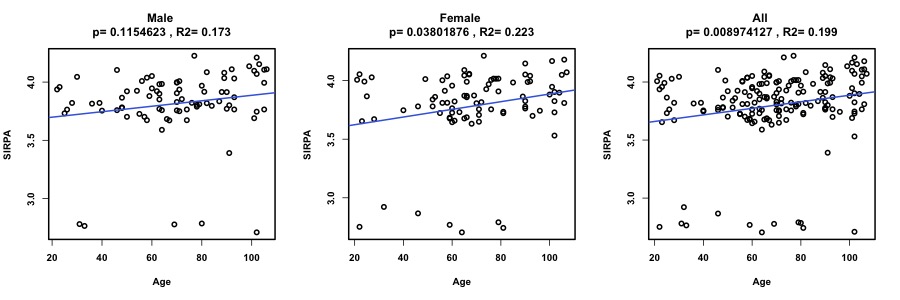 Male
p= 0.1154623 , R2= 0.173
SIRPA
4.0
3.5
3.0
20 40 60 80 100
Age
Female
p= 0.03801876 , R2= 0.223
SIRPA
4.0
3.5
3.0
20 40 60 80 100
Age
All
p= 0.008974127 , R2= 0.199
SIRPA
4.0
3.5
3.0
20 40 60 80 100
Age